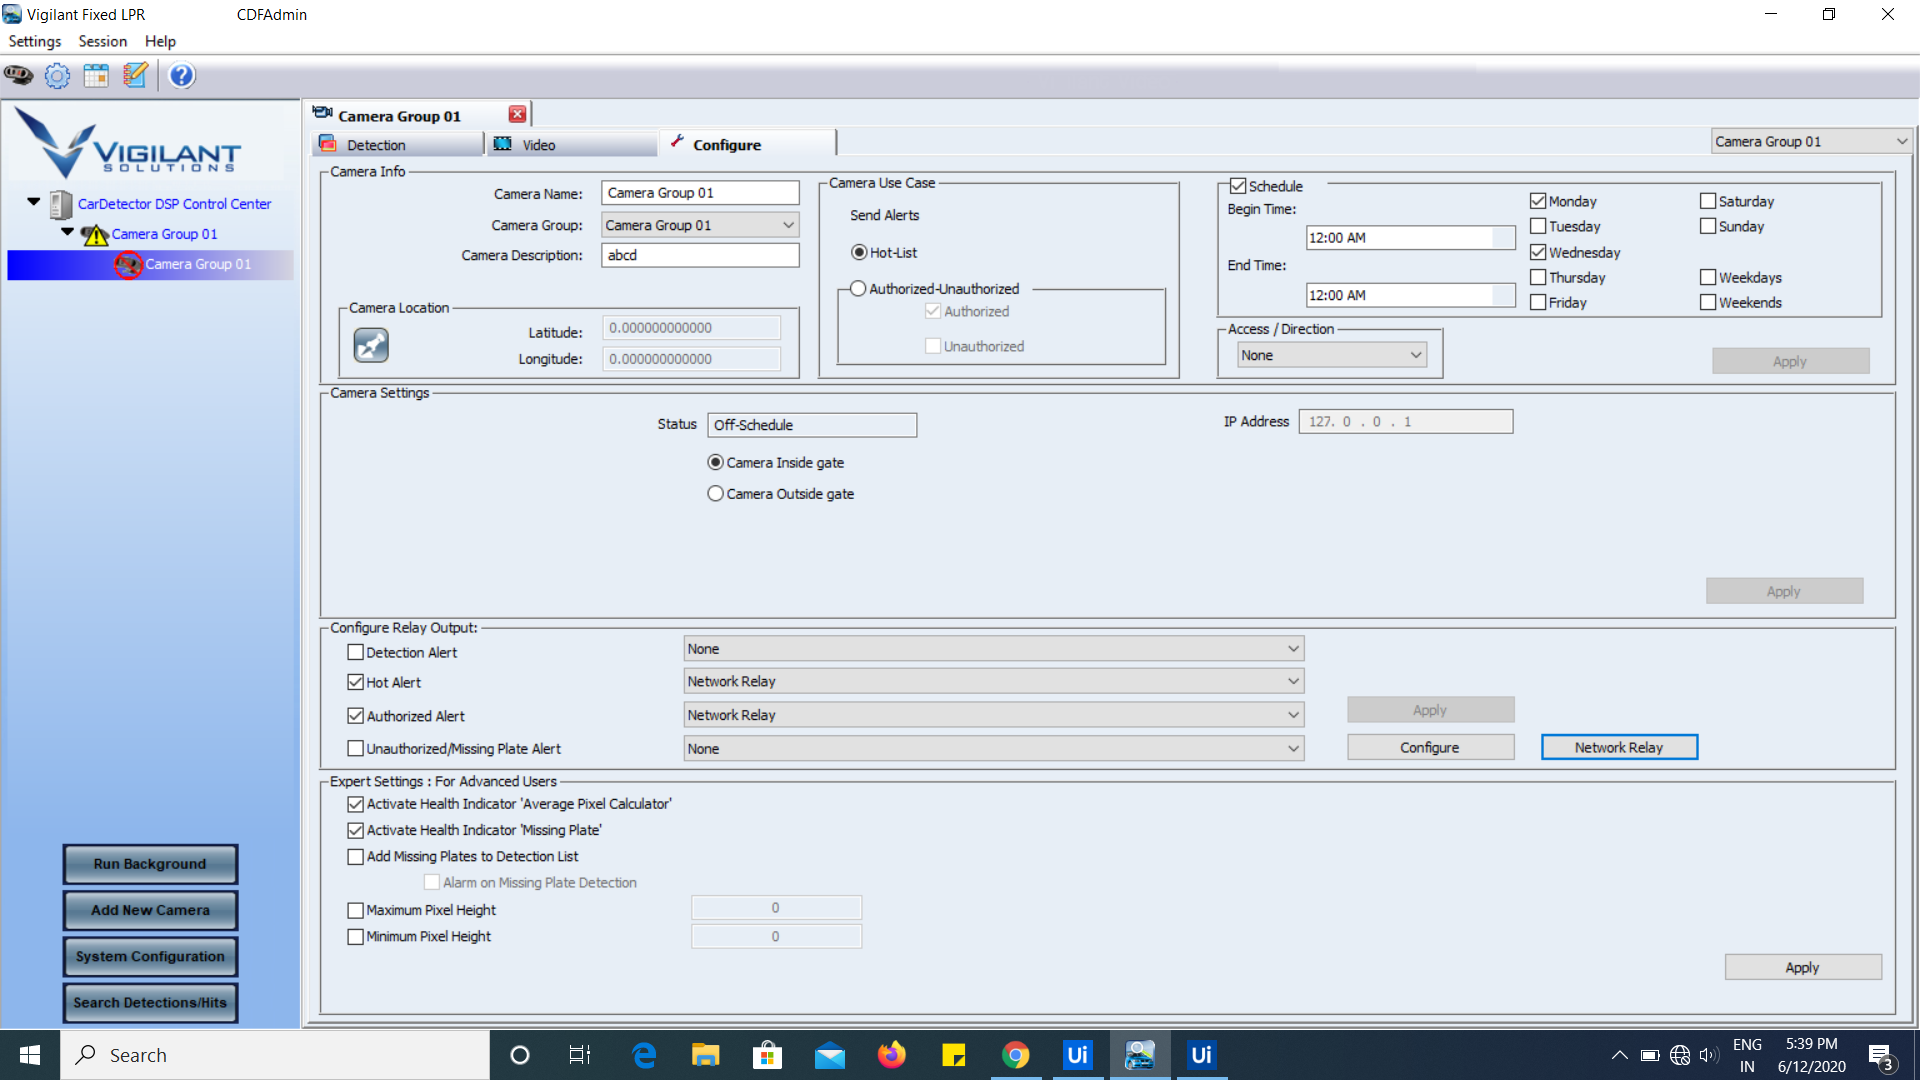 Vigilant Fixed LPR CDFAdmin
Settings Session Help
VIGILANT
SOLUTIONS
CarDetector DSP Control Center
Camera Group 01
Camera Group 01
Run Background
Add New Camera
System Configuration
Search Detections/Hits
Camera Group 01
Detection Video Configure
Camera Group 01
Camera Info
Camera Name: Camera Group 01
Camera Group: Camera Group 01
Camera Description: abcd
Camera Location
Latitude: 0.000000000000
Longitude: 0.000000000000
Camera Use Case
Send Alerts
Hot-List
Authorized-Unauthorized
Authorized
Unauthorized
Schedule
Begin Time:
12:00 AM
End Time:
12:00 AM
Monday Saturday
Tuesday Sunday
Wednesday
Thursday Weekdays
Friday Weekends
Access / Direction
None
Apply
Camera Settings
Status Off-Schedule
IP Address 127. 0 . 0 . 1
Camera Inside gate
Camera Outside gate
Apply
Configure Relay Output:
Detection Alert None
Hot Alert Network Relay
Authorized Alert Network Relay
Apply
Unauthorized/Missing Plate Alert None
Configure Network Relay
Expert Settings : For Advanced Users
Activate Health Indicator 'Average Pixel Calculator'
Activate Health Indicator 'Missing Plate'
Add Missing Plates to Detection List
Alarm on Missing Plate Detection
Maximum Pixel Height 0
Minimum Pixel Height 0
Apply
Search
Ui
Ui
ENG
IN
5:39 PM
6/12/2020
3